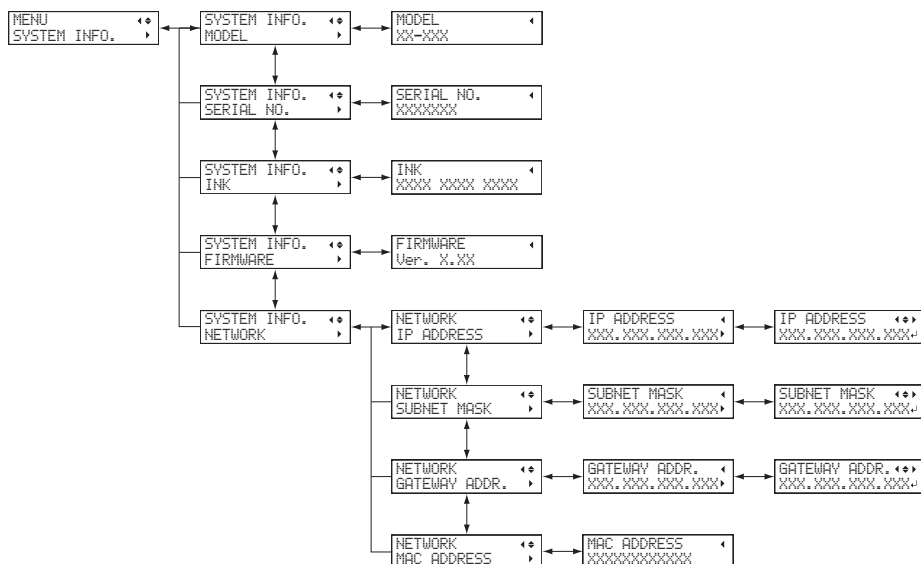 MENU
SYSTEM INFO.
SYSTEM INFO.
MODEL
MODEL
XX-XXX
SYSTEM INFO.
SERIAL NO.
SERIAL NO.
XXXXXXX
SYSTEM INFO.
INK
INK
XXXX XXXX XXXX
SYSTEM INFO.
FIRMWARE
FIRMWARE
Ver. X.XX
SYSTEM INFO.
NETWORK
NETWORK
IP ADDRESS
IP ADDRESS
XXX.XXX.XXX.XXX
IP ADDRESS
XXX.XXX.XXX.XXX
NETWORK
SUBNET MASK
SUBNET MASK
XXX.XXX.XXX.XXX
SUBNET MASK
XXX.XXX.XXX.XXX
NETWORK
GATEWAY ADDR.
GATEWAY ADDR.
XXX.XXX.XXX.XXX
GATEWAY ADDR.
XXX.XXX.XXX.XXX
NETWORK
MAC ADDRESS
MAC ADDRESS
XXXXXXXXXXXX